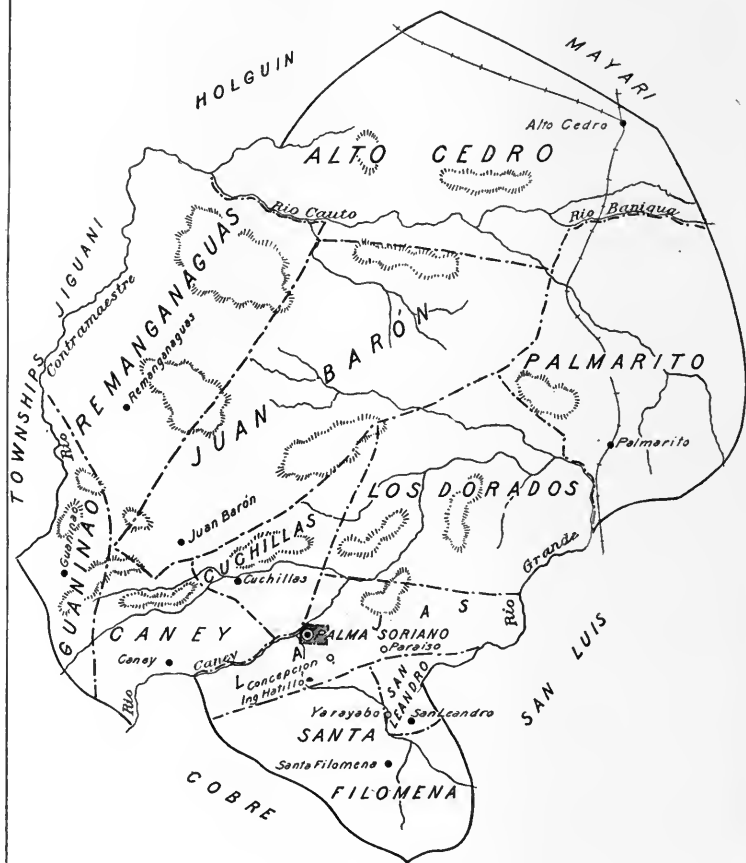 HOLGUIN
MAYARI
Alto Cedro
ALTO CEDRO
Rio Cauto
Rio Baniqua
TOWNSHIPS JIGUANI
Rio Contramaestre
REMANGANAGUAS
Remanganaguas
JUAN BARÓN
PALMARITO
Palmarito
LOS DORADOS
Juan Barón
GUANINAO
Guaninao
CUCHILLAS
Cuchillas
Rio Grande
LAJAS
CANEY
Caney
Rio Caney
PALMA SORIANO
Paraiso
Concepcion
Ing Hatillo
SAN LEANDRO
Yarayabo
San Leandro
SAN LUIS
SANTA FILOMENA
Santa Filomena
COBRE